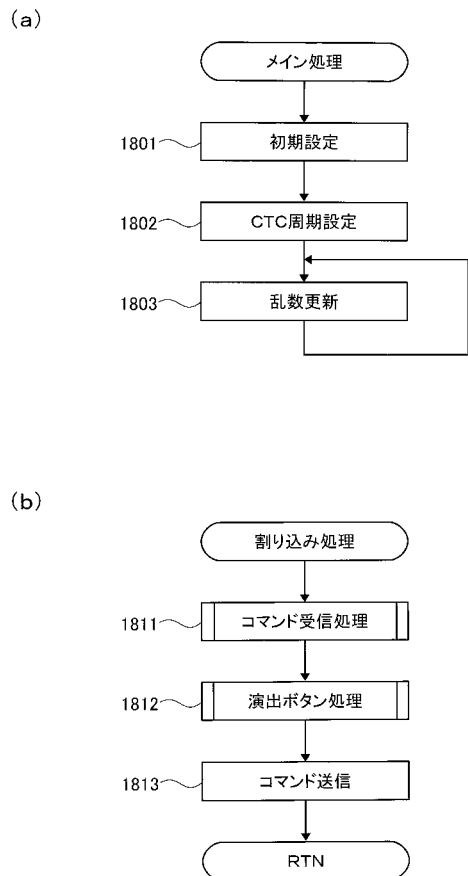 (a)
メイン処理
1801
初期設定
1802
CTC周期設定
1803
乱数更新
(b)
割り込み処理
1811
コマンド受信処理
1812
演出ボタン処理
1813
コマンド送信
RTN